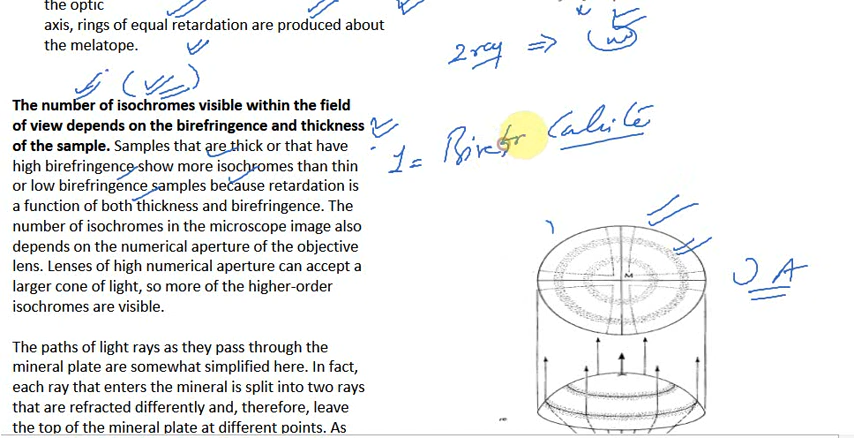 the optic
axis, rings of equal retardation are produced about
the melatope.
2 ray ⇒
The number of isochromes visible within the field
of view depends on the birefringence and thickness
of the sample. Samples that are thick or that have
high birefringence show more isochromes than thin
or low birefringence samples because retardation is
a function of both thickness and birefringence. The
number of isochromes in the microscope image also
depends on the numerical aperture of the objective
lens. Lenses of high numerical aperture can accept a
larger cone of light, so more of the higher-order
isochromes are visible.
The paths of light rays as they pass through the
mineral plate are somewhat simplified here. In fact,
each ray that enters the mineral is split into two rays
that are refracted differently and, therefore, leave
the top of the mineral plate at different points. As
1= Biref Calcite
M
O A